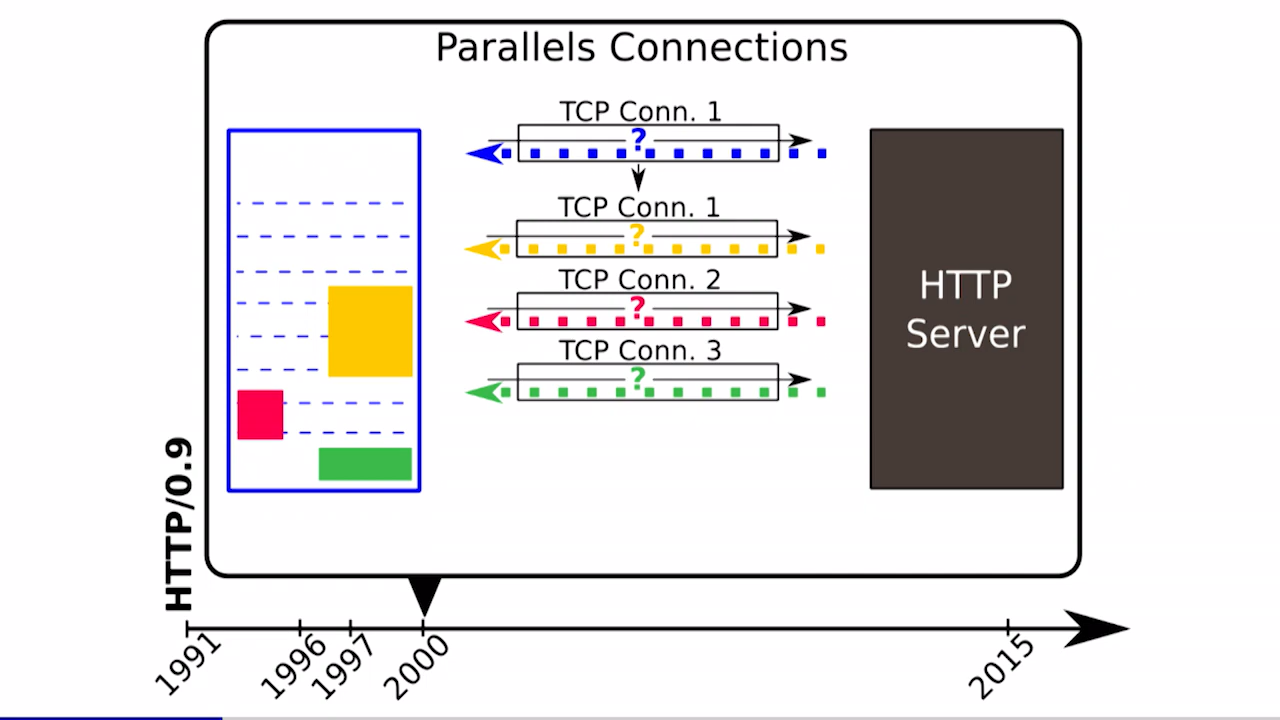 Parallels Connections
TCP Conn. 1
?
TCP Conn. 1
?
TCP Conn. 2
?
TCP Conn. 3
?
HTTP
Server
HTTP/0.9
1991
1996
1997
2000
2015